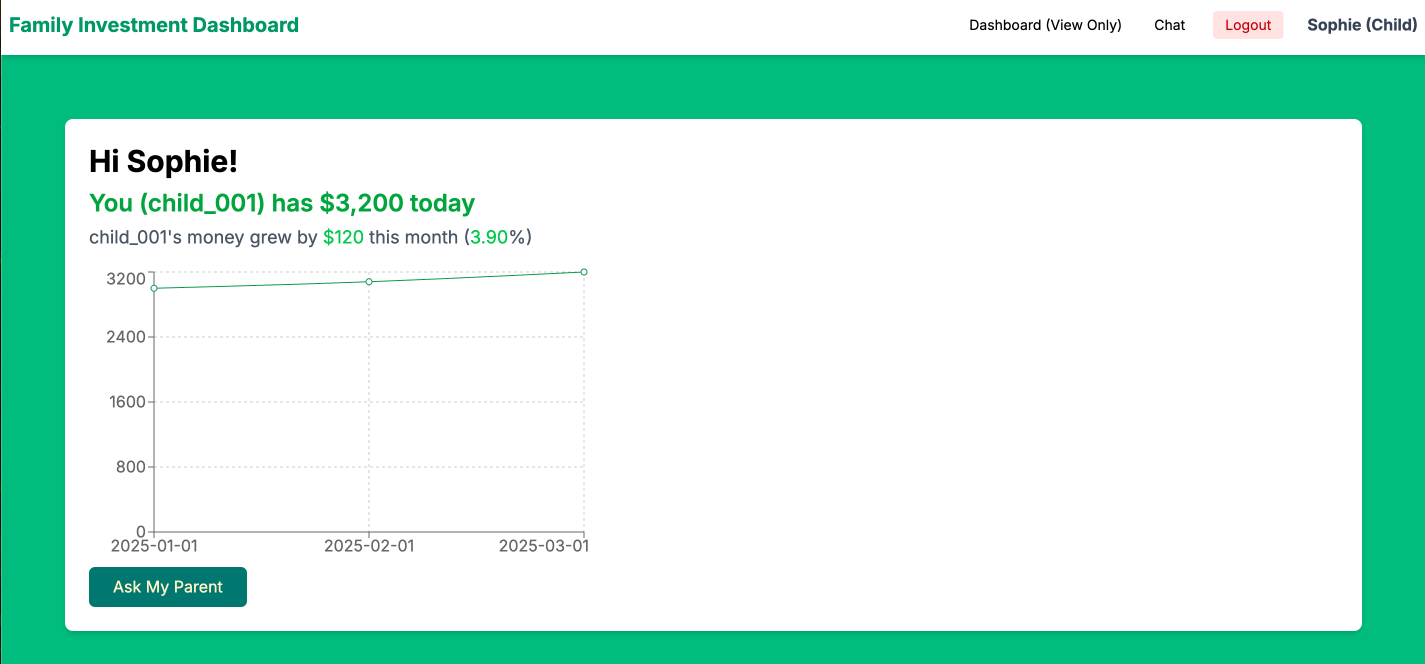 Family Investment Dashboard
Dashboard (View Only) Chat Logout Sophie (Child)
Hi Sophie!
You (child_001) has $3,200 today
child_001's money grew by $120 this month (3.90%)
3200
2400
1600
800
0
2025-01-01 2025-02-01 2025-03-01
Ask My Parent